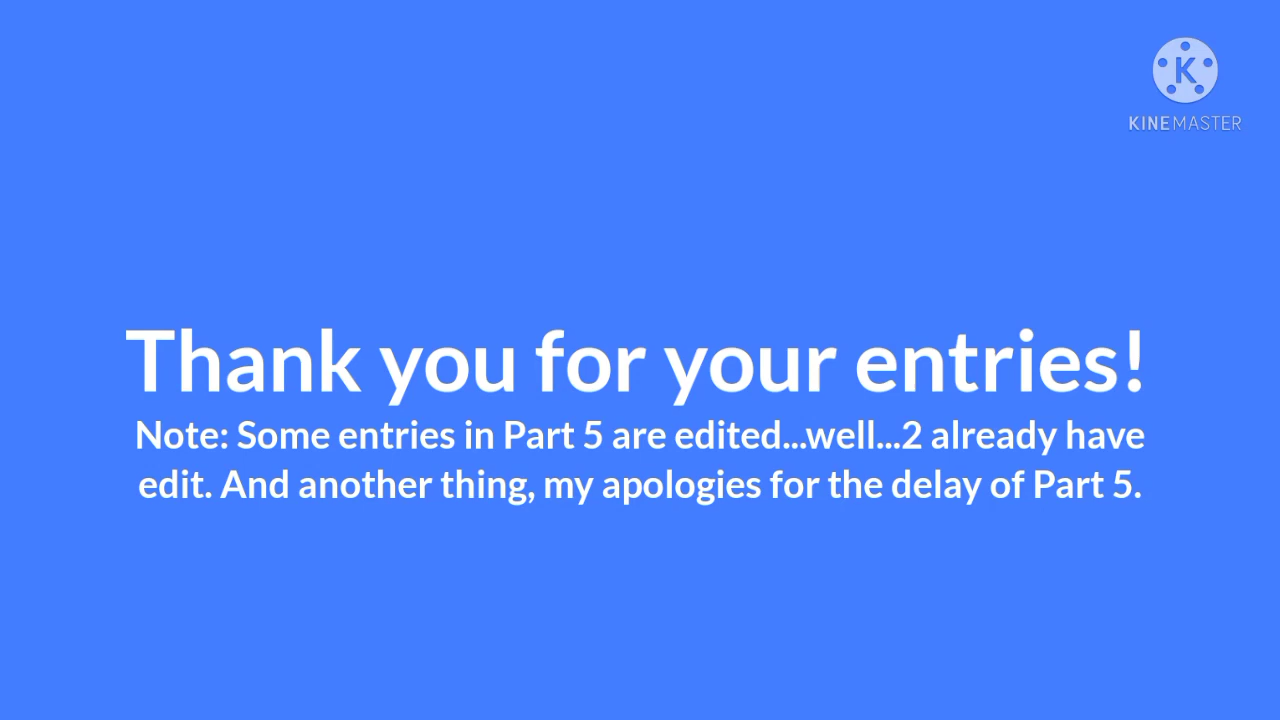 K
KINEMASTER
Thank you for your entries!
Note: Some entries in Part 5 are edited...well...2 already have
edit. And another thing, my apologies for the delay of Part 5.